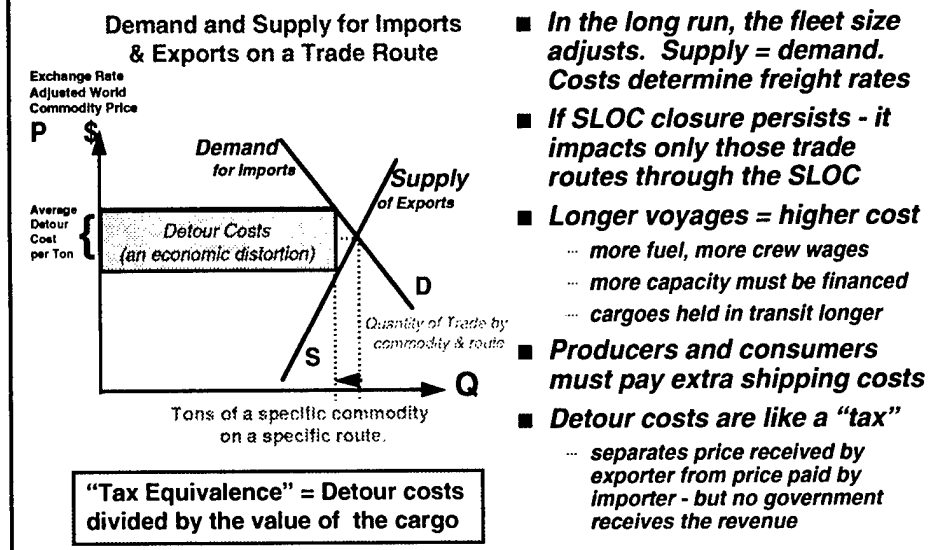 Demand and Supply for Imports
& Exports on a Trade Route
Exchange Rate
Adjusted World
Commodity Price
P $
Demand
for Imports
Supply
of Exports
Average
Detour
Cost
per Ton
{
Detour Costs
(an economic distortion)
D
Quantity of Trade by
commodity & route
S
Q
Tons of a specific commodity
on a specific route.
"Tax Equivalence" = Detour costs
divided by the value of the cargo
■ In the long run, the fleet size
adjusts. Supply = demand.
Costs determine freight rates
■ If SLOC closure persists - it
impacts only those trade
routes through the SLOC
■ Longer voyages = higher cost
┄ more fuel, more crew wages
┄ more capacity must be financed
┄ cargoes held in transit longer
■ Producers and consumers
must pay extra shipping costs
■ Detour costs are like a "tax"
┄ separates price received by
exporter from price paid by
importer - but no government
receives the revenue